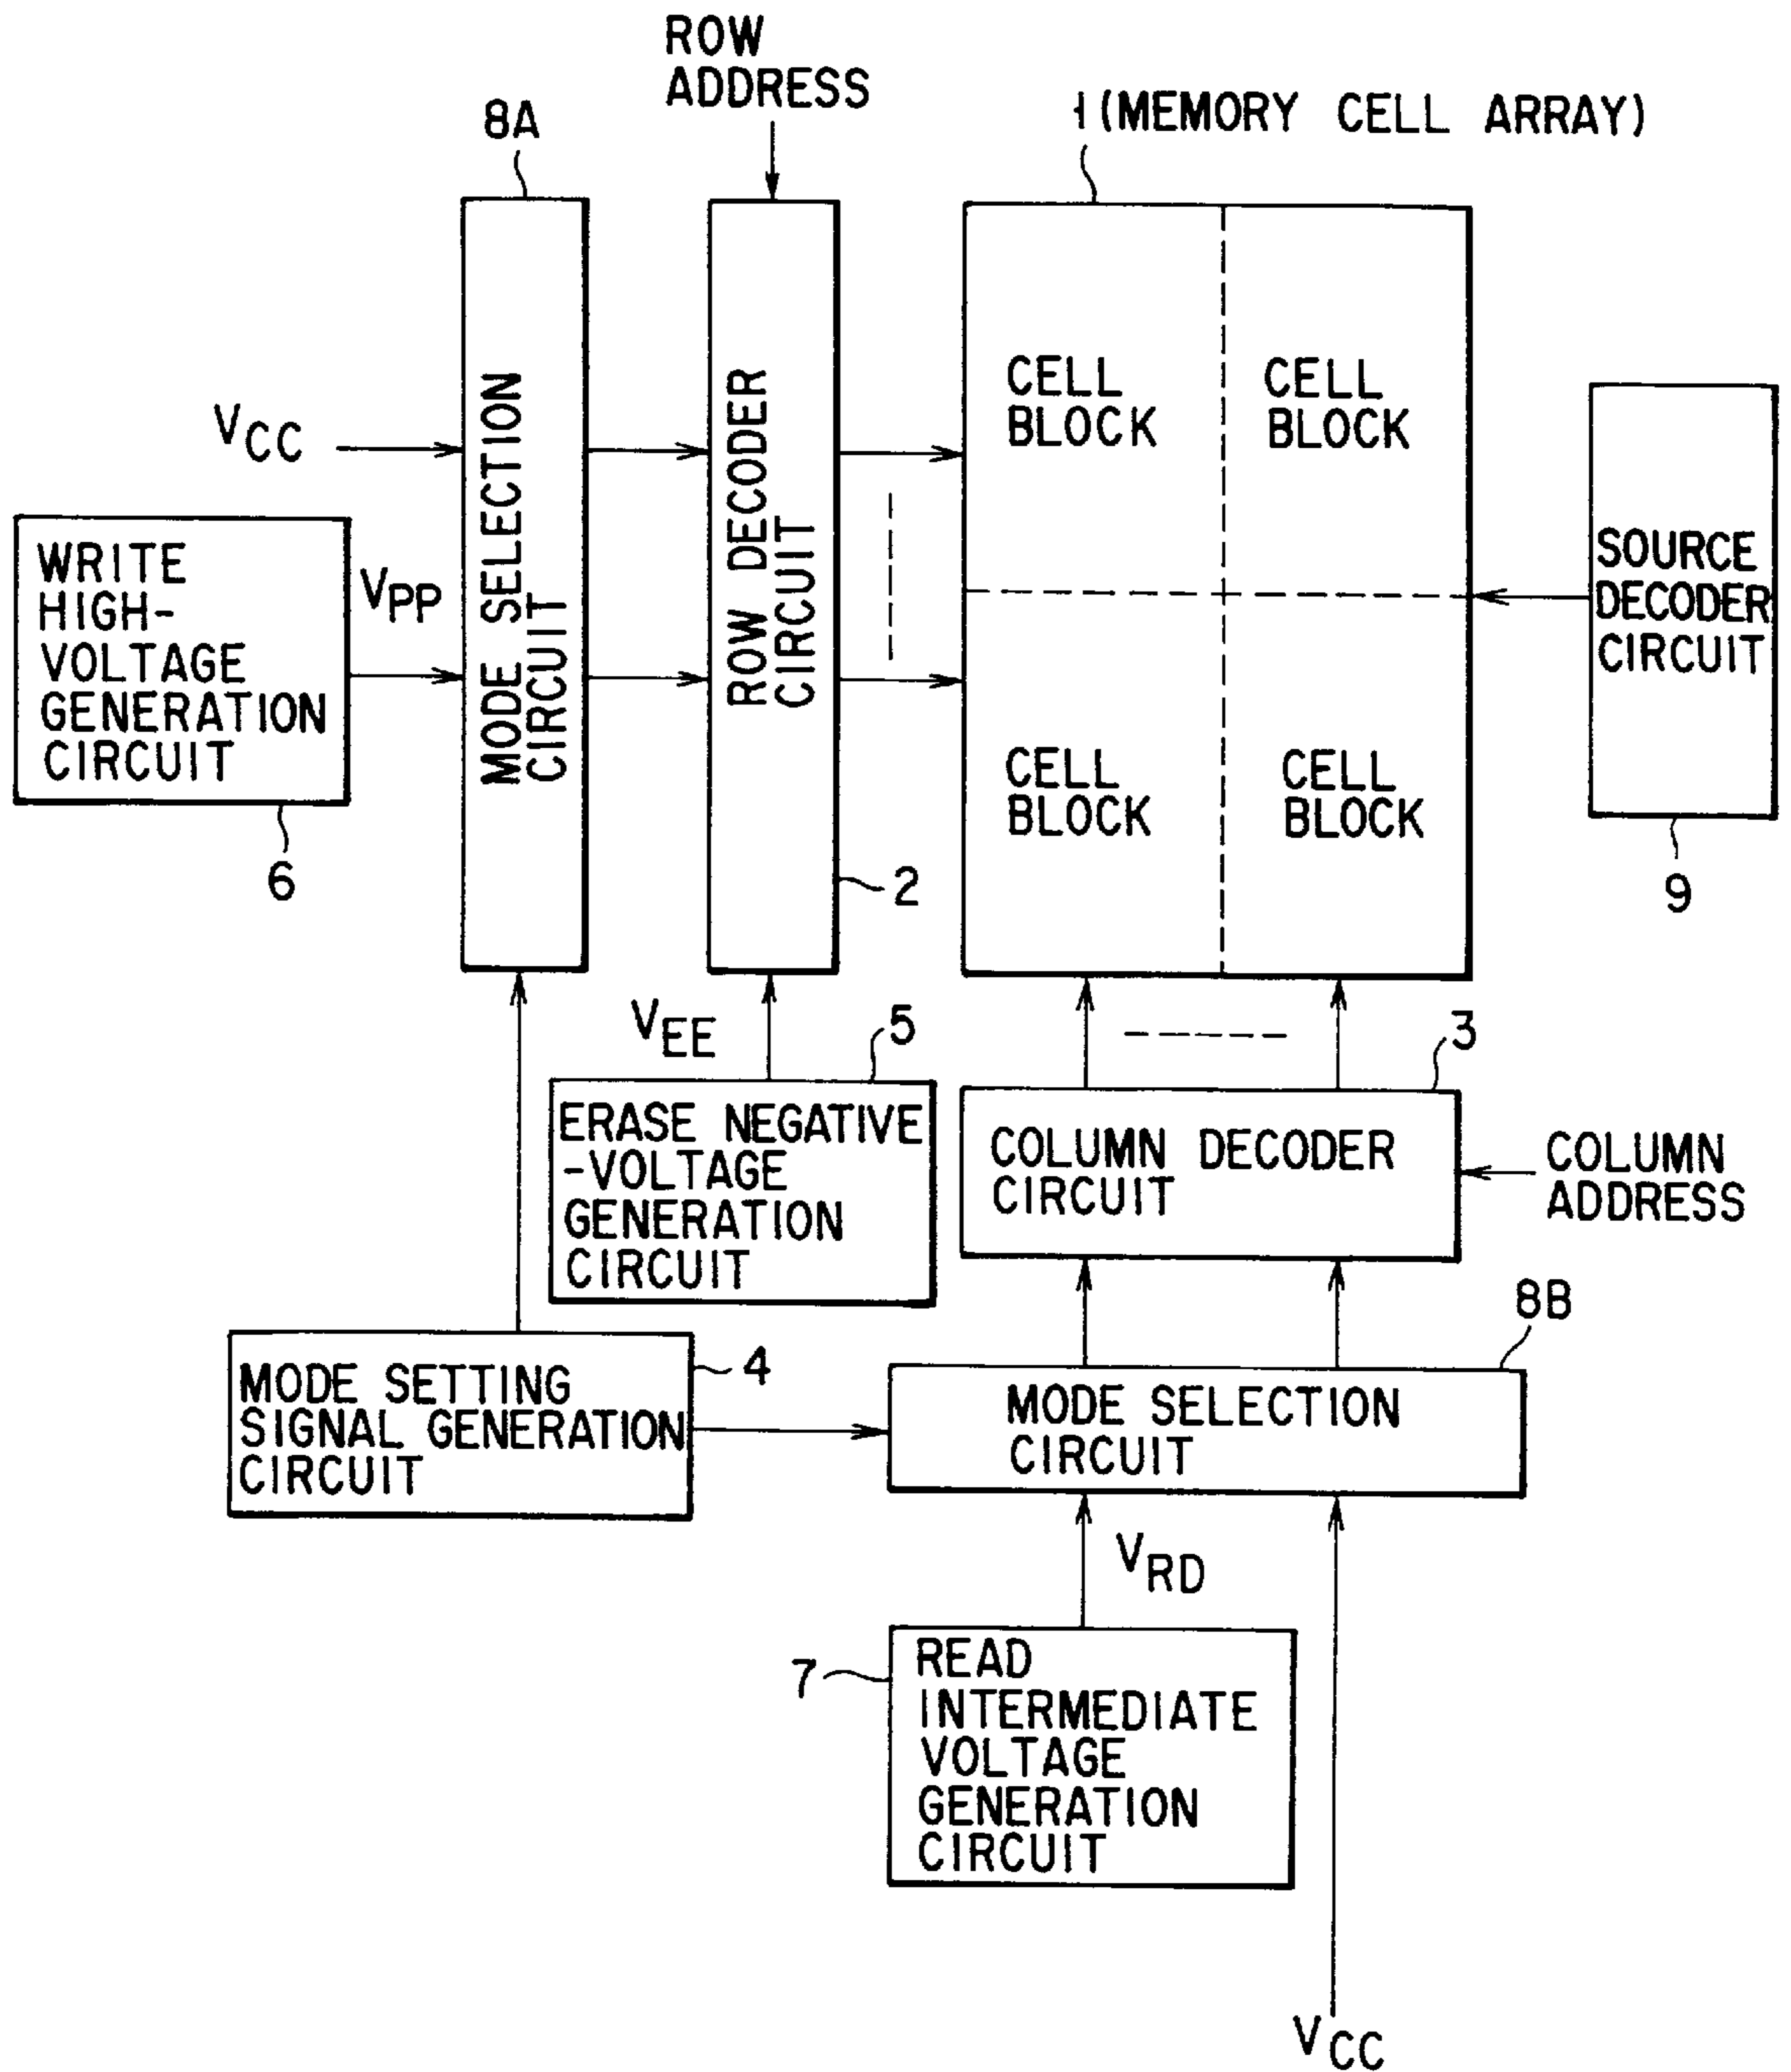 ROW
ADDRESS
8A
1 (MEMORY CELL ARRAY)
MODE SELECTION
CIRCUIT
ROW DECODER
CIRCUIT
CELL
BLOCK
CELL
BLOCK
VCC
WRITE
HIGH-
VOLTAGE
GENERATION
CIRCUIT
VPP
SOURCE
DECODER
CIRCUIT
CELL
BLOCK
CELL
BLOCK
6
2
9
VEE
5
3
ERASE NEGATIVE
-VOLTAGE
GENERATION
CIRCUIT
COLUMN DECODER
CIRCUIT
COLUMN
ADDRESS
8B
MODE SETTING
SIGNAL GENERATION
CIRCUIT
4
MODE SELECTION
CIRCUIT
VRD
7
READ
INTERMEDIATE
VOLTAGE
GENERATION
CIRCUIT
VCC